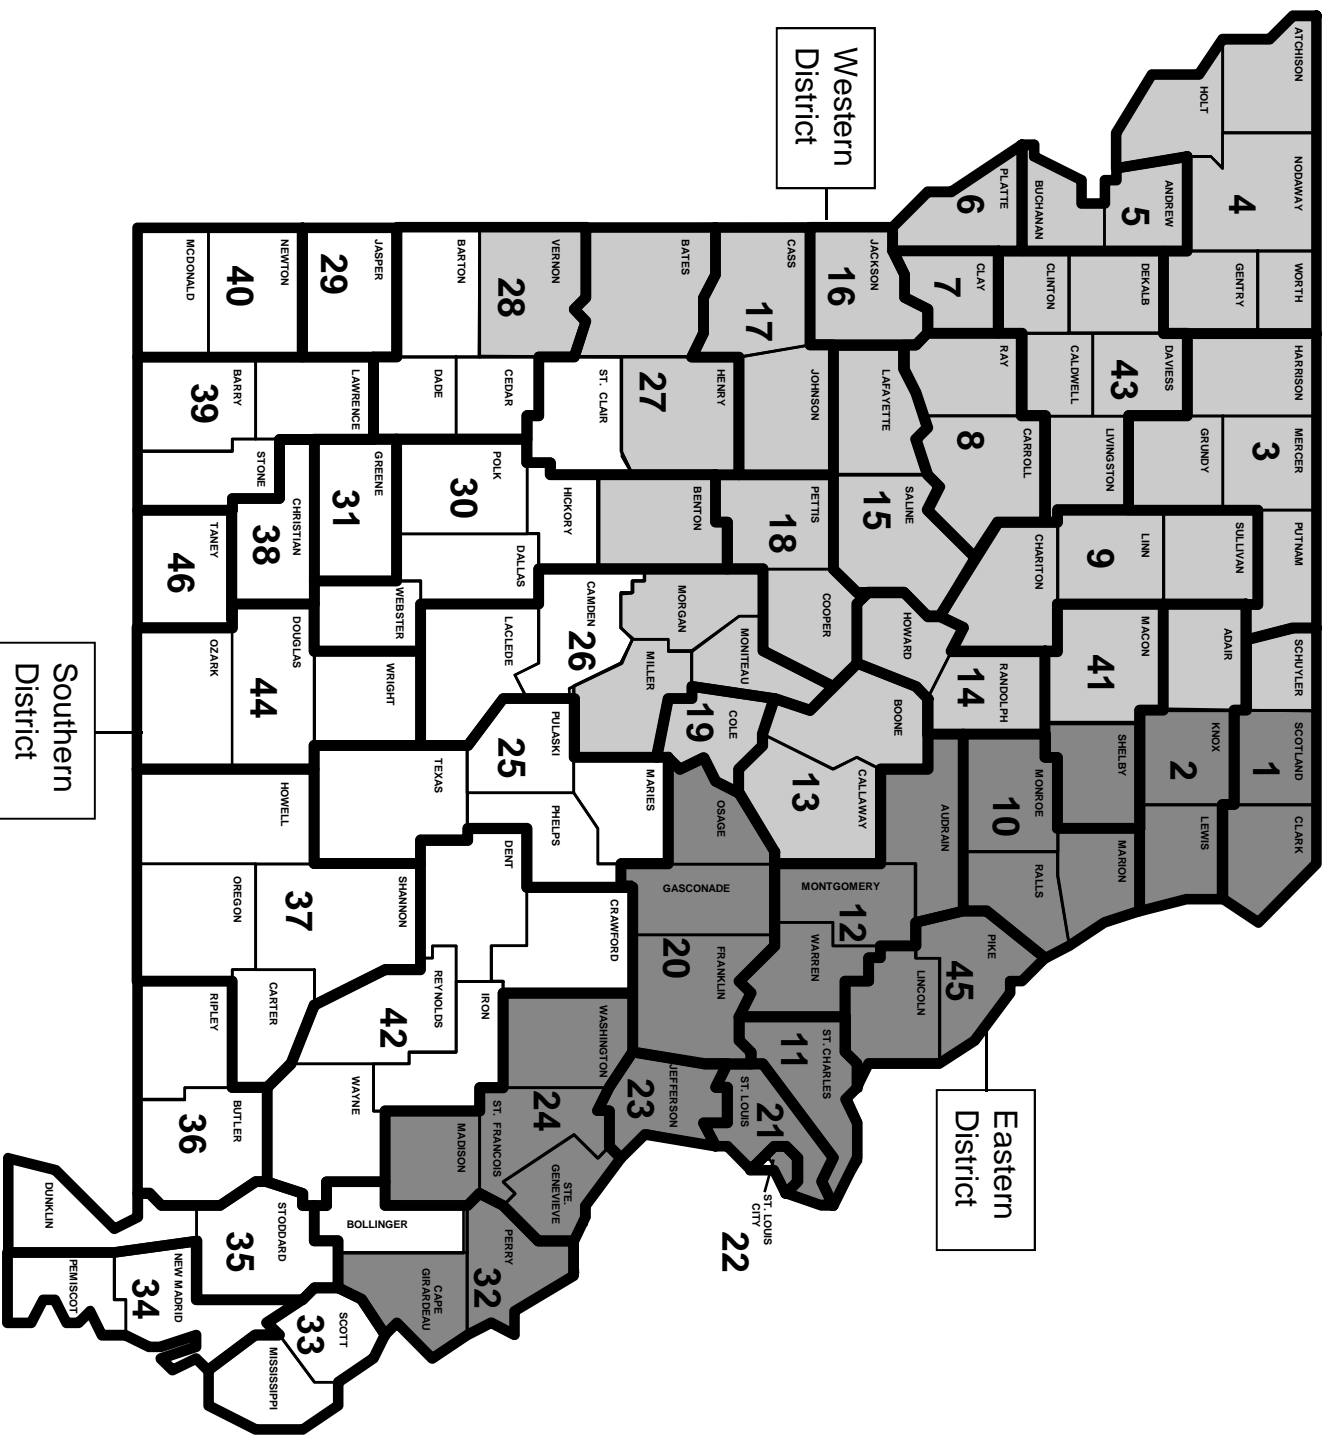 ATCHISON
NODAWAY
WORTH
HARRISON
MERCER
PUTNAM
SCHUYLER
SCOTLAND
CLARK
HOLT
4
GENTRY
GRUNDY
3
SULLIVAN
ADAIR
KNOX
1
LEWIS
2
ANDREW
5
DEKALB
DAVIESS
43
LIVINGSTON
LINN
9
MACON
41
SHELBY
MARION
BUCHANAN
CLINTON
CALDWELL
CARROLL
CHARITON
RANDOLPH
14
MONROE
10
RALLS
PLATTE
6
CLAY
7
RAY
8
HOWARD
BOONE
AUDRAIN
PIKE
45
LINCOLN
Eastern
District
Western
District
JACKSON
16
LAFAYETTE
SALINE
15
COOPER
CALLAWAY
13
MONTGOMERY
12
WARREN
ST. CHARLES
11
CASS
17
JOHNSON
PETTIS
18
MONITEAU
COLE
19
OSAGE
GASCONADE
FRANKLIN
20
ST. LOUIS
21
ST. LOUIS
CITY
22
BATES
HENRY
27
BENTON
MORGAN
MILLER
MARIES
JEFFERSON
23
VERNON
28
ST. CLAIR
HICKORY
CAMDEN
26
PULASKI
25
PHELPS
CRAWFORD
WASHINGTON
24
ST. FRANCOIS
STE.
GENEVIEVE
BARTON
CEDAR
DADE
POLK
30
DALLAS
LACLEDE
TEXAS
DENT
IRON
REYNOLDS
42
MADISON
PERRY
32
JASPER
29
LAWRENCE
GREENE
31
WEBSTER
WRIGHT
SHANNON
WAYNE
BOLLINGER
CAPE
GIRARDEAU
NEWTON
40
BARRY
39
STONE
CHRISTIAN
38
DOUGLAS
44
HOWELL
37
CARTER
BUTLER
36
STODDARD
35
SCOTT
33
MISSISSIPPI
MCDONALD
TANEY
46
OZARK
OREGON
RIPLEY
NEW MADRID
34
DUNKLIN
PEMISCOT
Southern
District